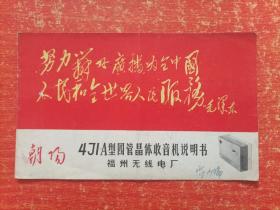 努力办好广播为全中国
人民和全世界人民服务
毛泽东
朝阳
4J1A型四管晶体收音机说明书
福州无线电厂